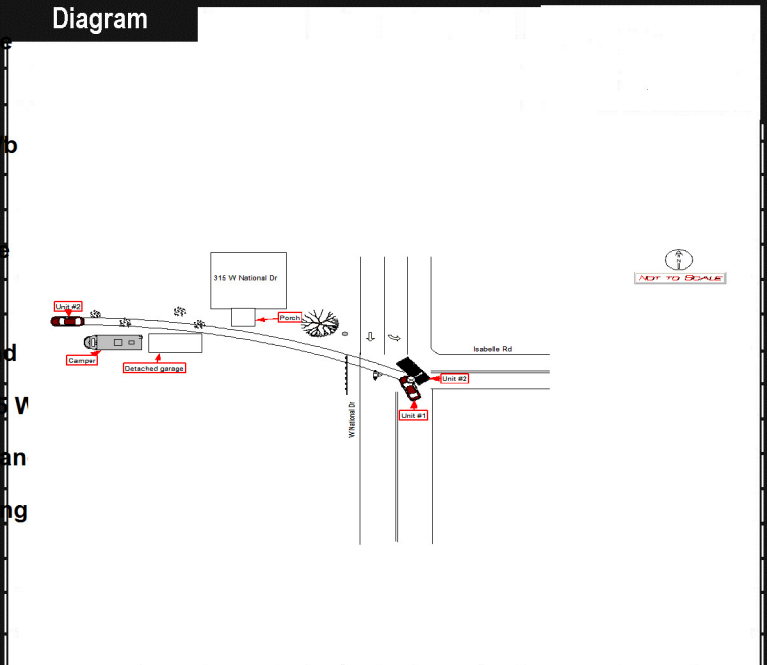 Diagram
315 W National Dr
N
NOT TO SCALE
Unit #2
Porch
Isabelle Rd
Camper
Detached garage
Unit #2
W National Dr
Unit #1